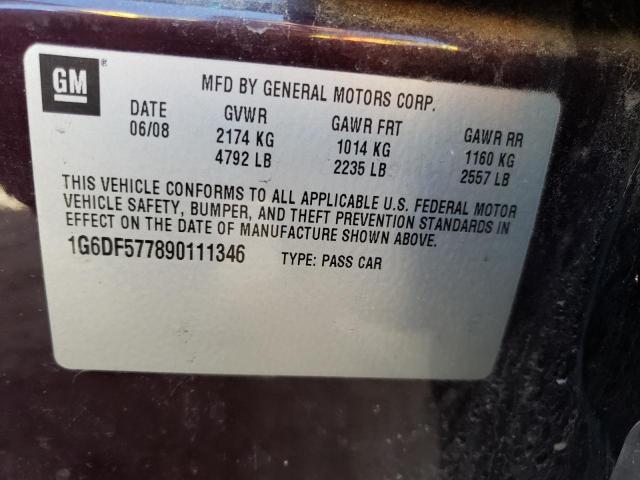 GM
®
MFD BY GENERAL MOTORS CORP.
DATE GVWR GAWR FRT GAWR RR
06/08 2174 KG 1014 KG 1160 KG
4792 LB 2235 LB 2557 LB
THIS VEHICLE CONFORMS TO ALL APPLICABLE U.S. FEDERAL MOTOR
VEHICLE SAFETY, BUMPER, AND THEFT PREVENTION STANDARDS IN
EFFECT ON THE DATE OF MANUFACTURE SHOWN ABOVE.
1G6DF577890111346 TYPE: PASS CAR